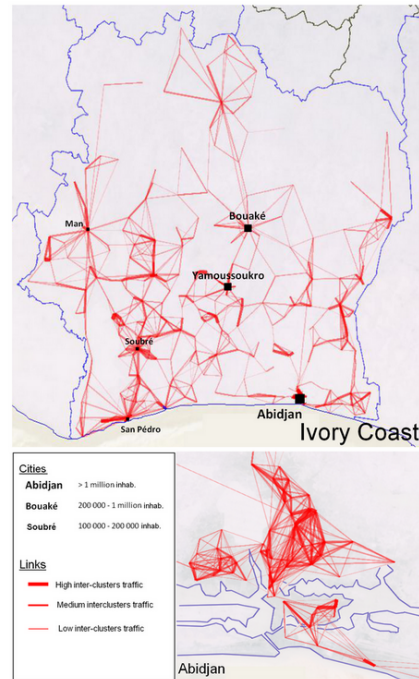 Man
Bouaké
Yamoussoukro
Soubré
San Pédro
Abidjan
Ivory Coast
Cities
Abidjan > 1 million inhab.
Bouaké 200 000 - 1 million inhab.
Soubré 100 000 - 200 000 inhab.
Links
High inter-clusters traffic
Medium interclusters traffic
Low inter-clusters traffic
Abidjan